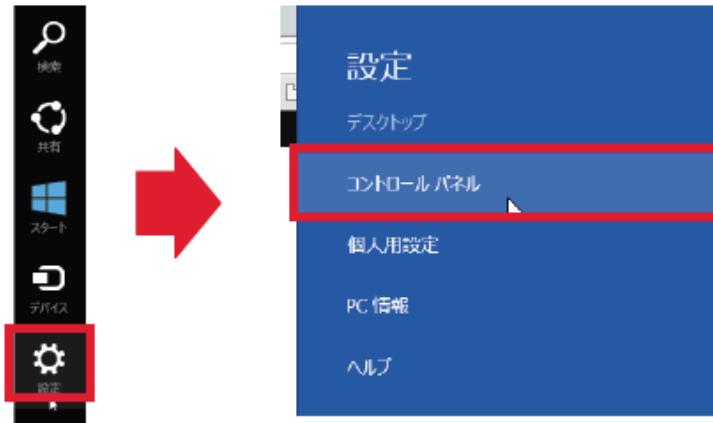 検索
共有
スタート
デバイス
設定
設定
デスクトップ
コントロール パネル
個人用設定
PC 情報
ヘルプ